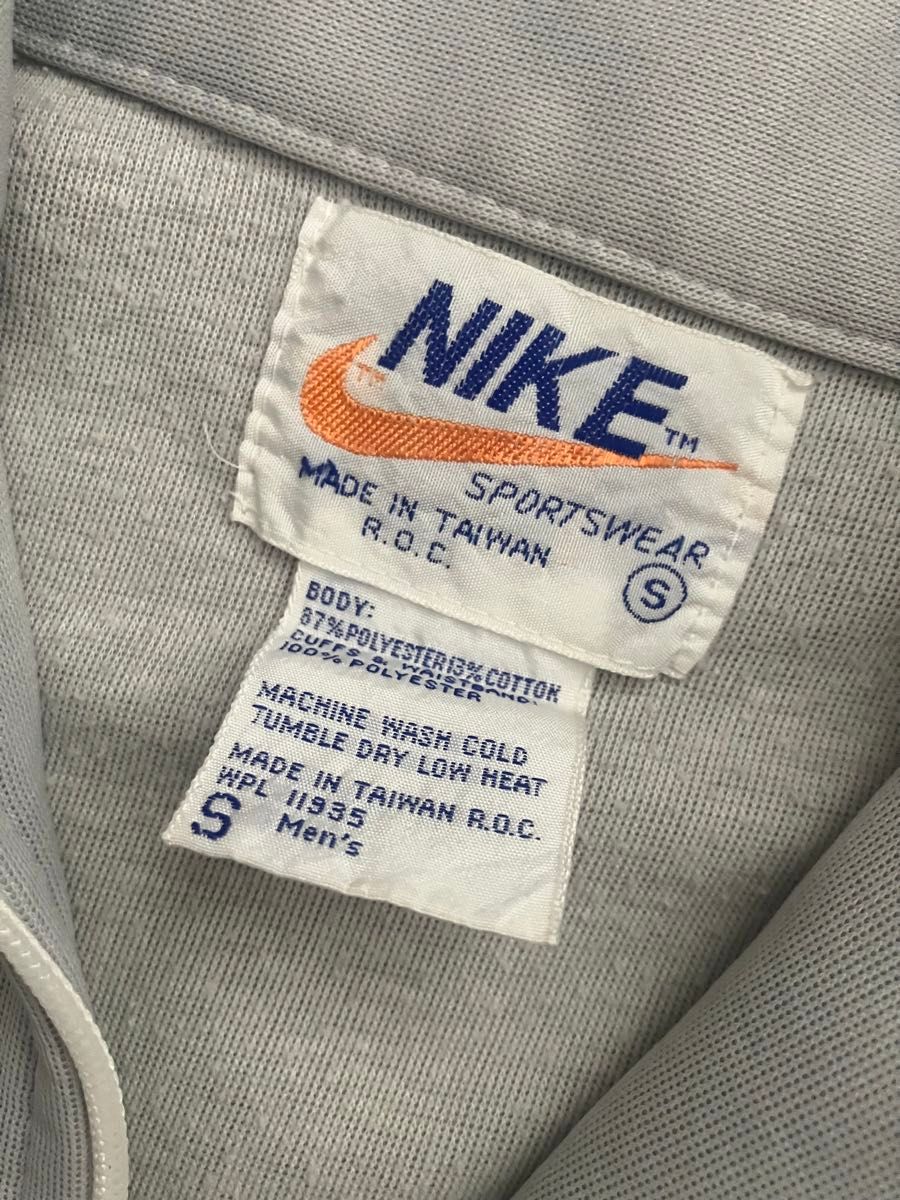 NIKE™
™
SPORTSWEAR
MADE IN TAIWAN
R.O.C.
S
BODY:
87%POLYESTER13%COTTON
CUFFS & WAISTBAND:
100% POLYESTER
MACHINE WASH COLD
TUMBLE DRY LOW HEAT
MADE IN TAIWAN R.O.C.
WPL 11935
S Men's